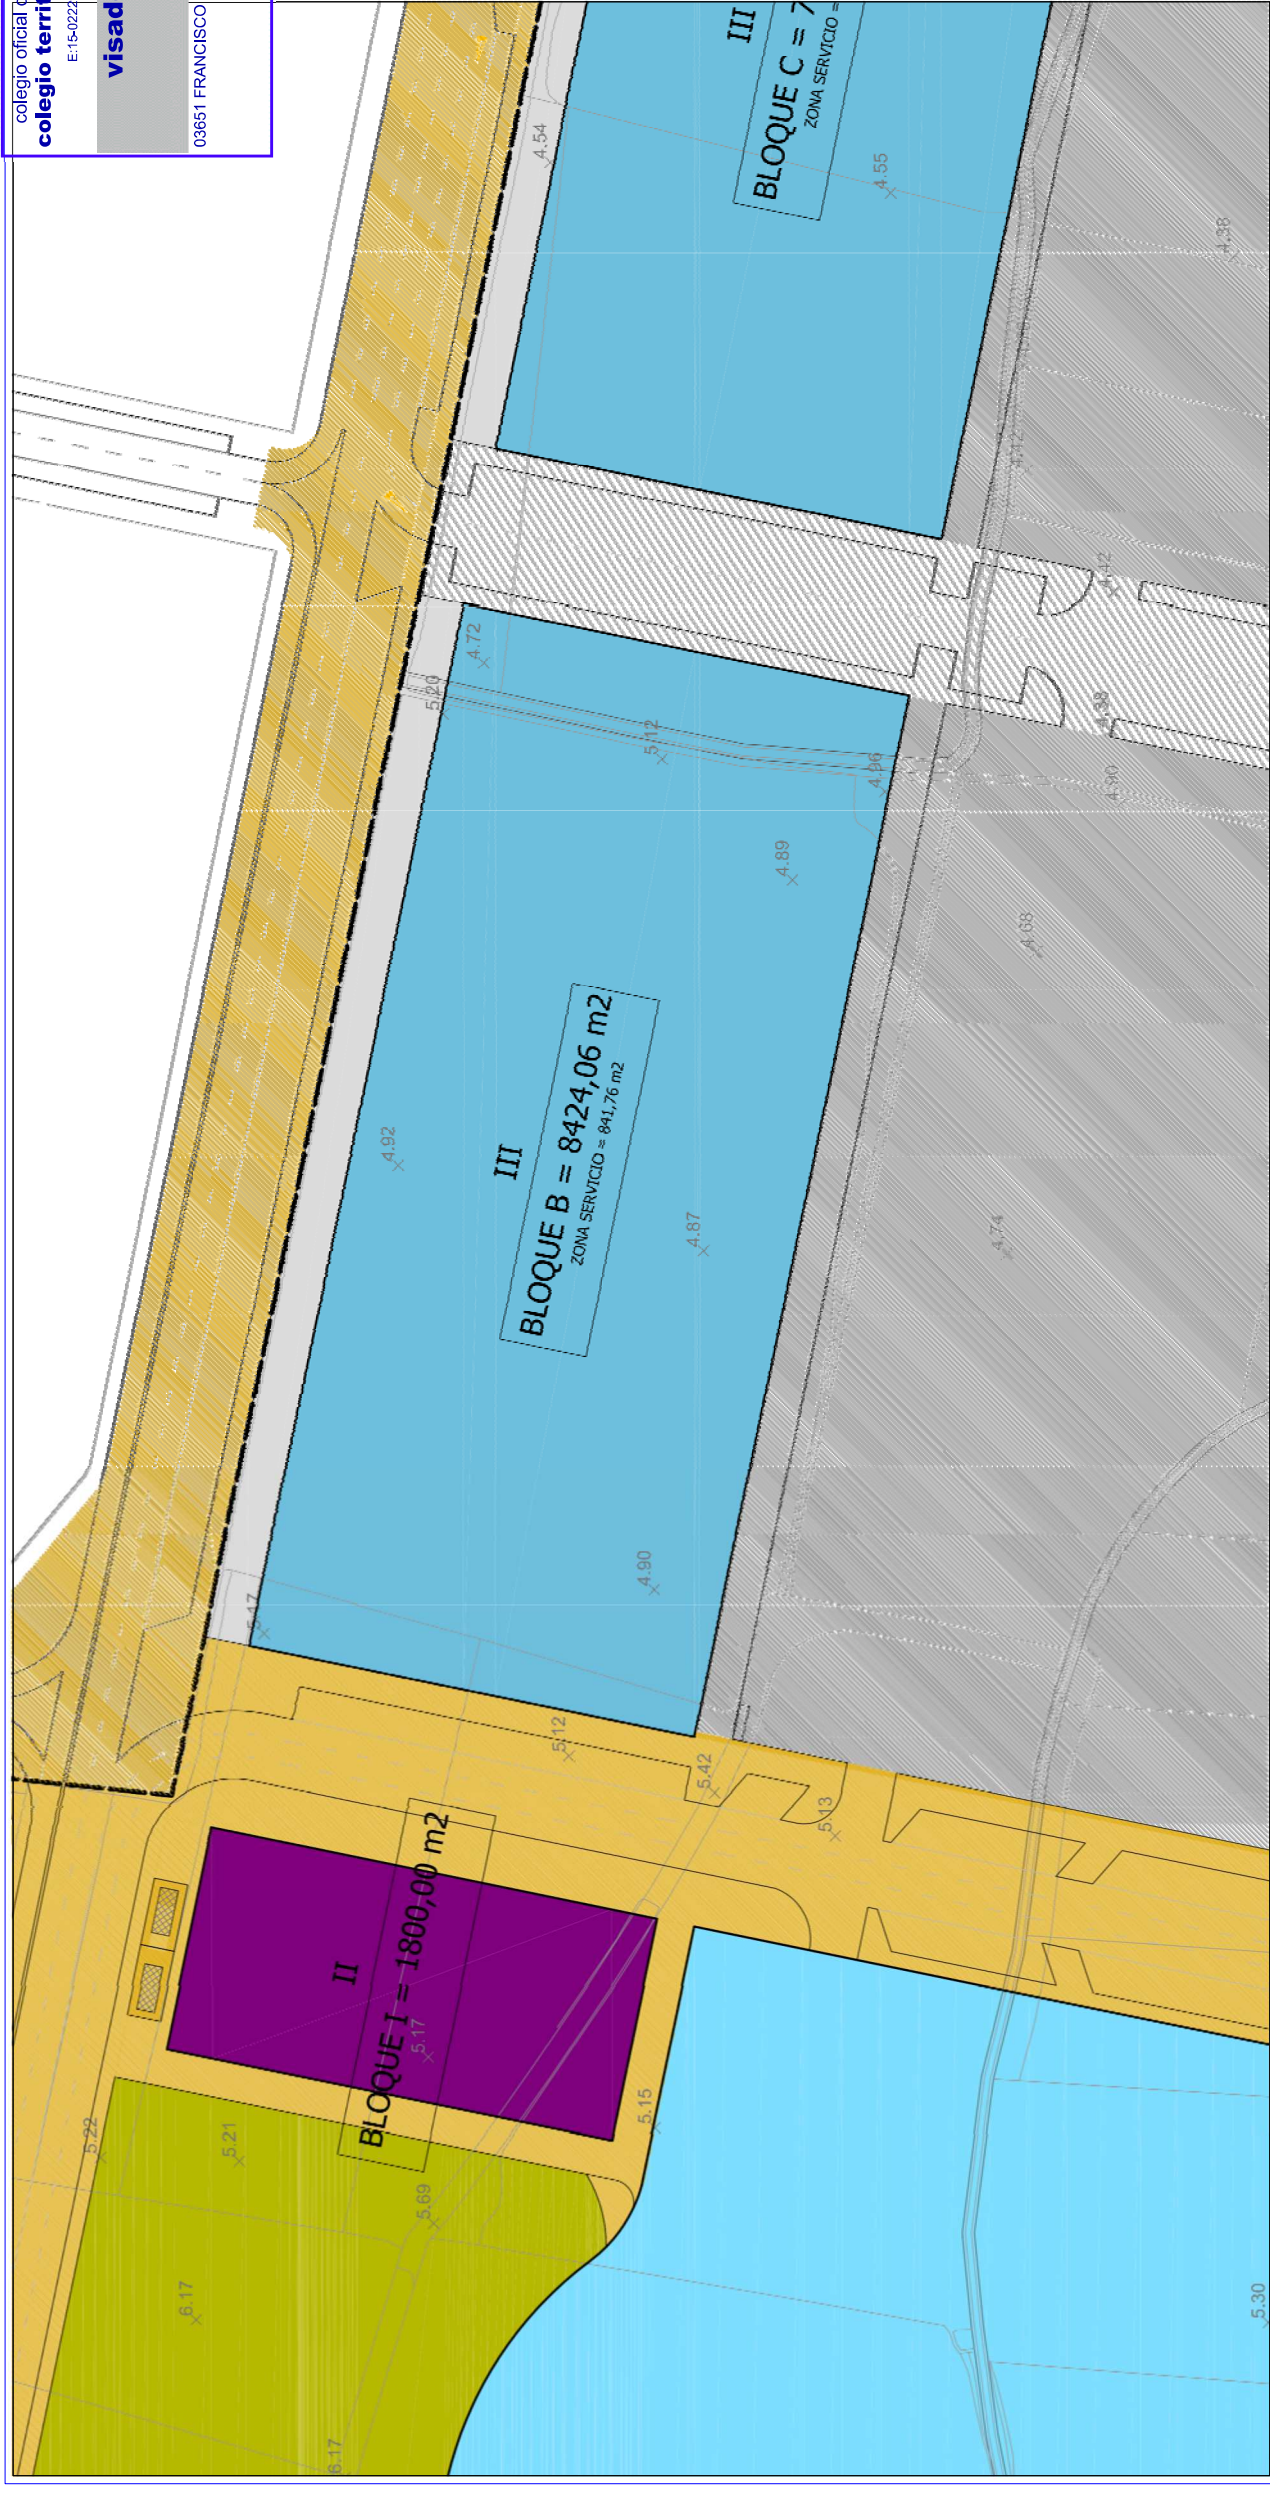 colegio oficial
colegio territ
E:15-0222
visad
03651 FRANCISCO
III
BLOQUE C = 7
ZONA SERVICIO =
4.54
4.55
4.38
4.42
4.38
4.90
4.72
5.20
5.12
4.96
4.89
4.68
4.92
III
BLOQUE B = 8424,06 m2
ZONA SERVICIO = 841,76 m2
4.87
4.74
4.90
5.17
5.12
5.42
5.13
II
BLOQUE I = 1800,00 m2
5.17
5.15
5.22
5.21
5.69
6.17
6.17
5.30